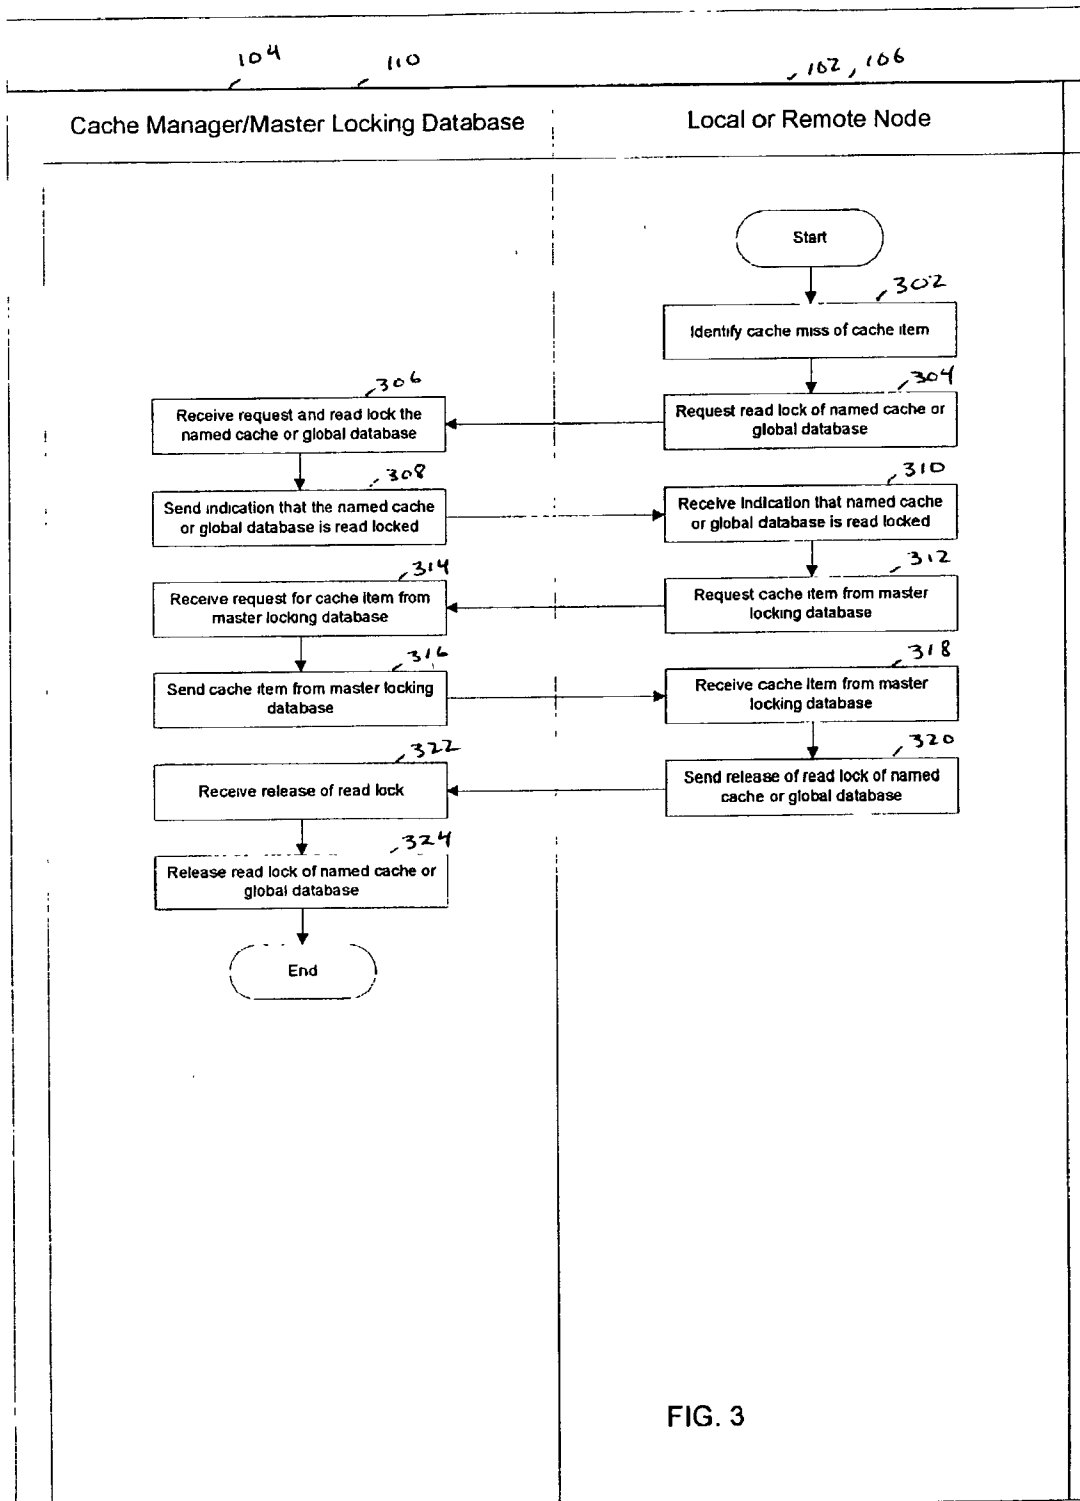 104
110
102, 106
Cache Manager/Master Locking Database
Local or Remote Node
Start
302
Identify cache miss of cache item
304
Request read lock of named cache or
global database
306
Receive request and read lock the
named cache or global database
308
Send indication that the named cache
or global database is read locked
310
Receive indication that named cache
or global database is read locked
312
Request cache item from master
locking database
314
Receive request for cache item from
master locking database
316
Send cache item from master locking
database
318
Receive cache item from master
locking database
320
Send release of read lock of named
cache or global database
322
Receive release of read lock
324
Release read lock of named cache or
global database
End
FIG. 3